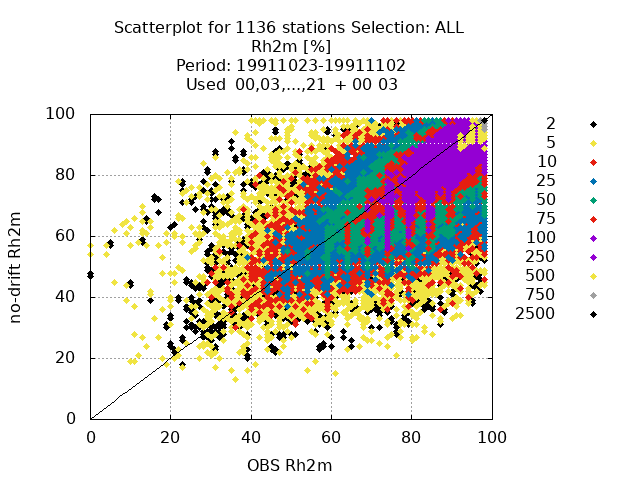 Scatterplot for 1136 stations Selection: ALL
Rh2m [%]
Period: 19911023-19911102
Used 00,03,...,21 + 00 03
100
80
60
40
20
0
0 20 40 60 80 100
no-drift Rh2m
OBS Rh2m
2
5
10
25
50
75
100
250
500
750
2500